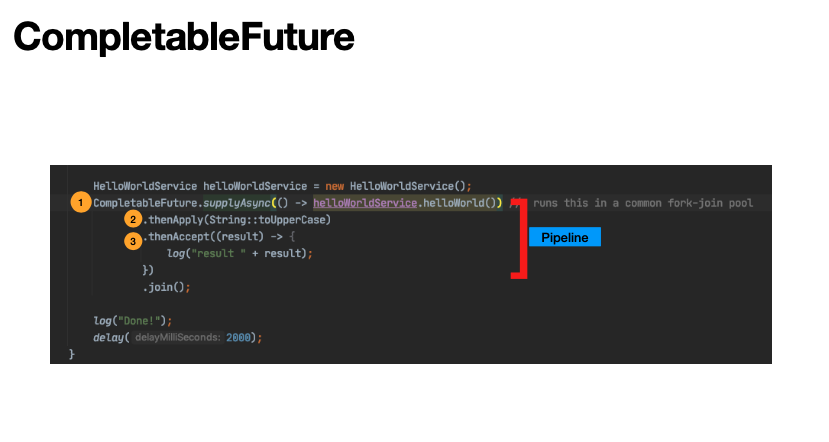 CompletableFuture
HelloWorldService helloWorldService = new HelloWorldService();
1 CompletableFuture.supplyAsync(() -> helloWorldService.helloWorld()) // runs this in a common fork-join pool
2 .thenApply(String::toUpperCase)
3 .thenAccept((result) -> {
Pipeline
log("result " + result);
})
.join();
log("Done!");
delay( delayMilliSeconds: 2000);
}